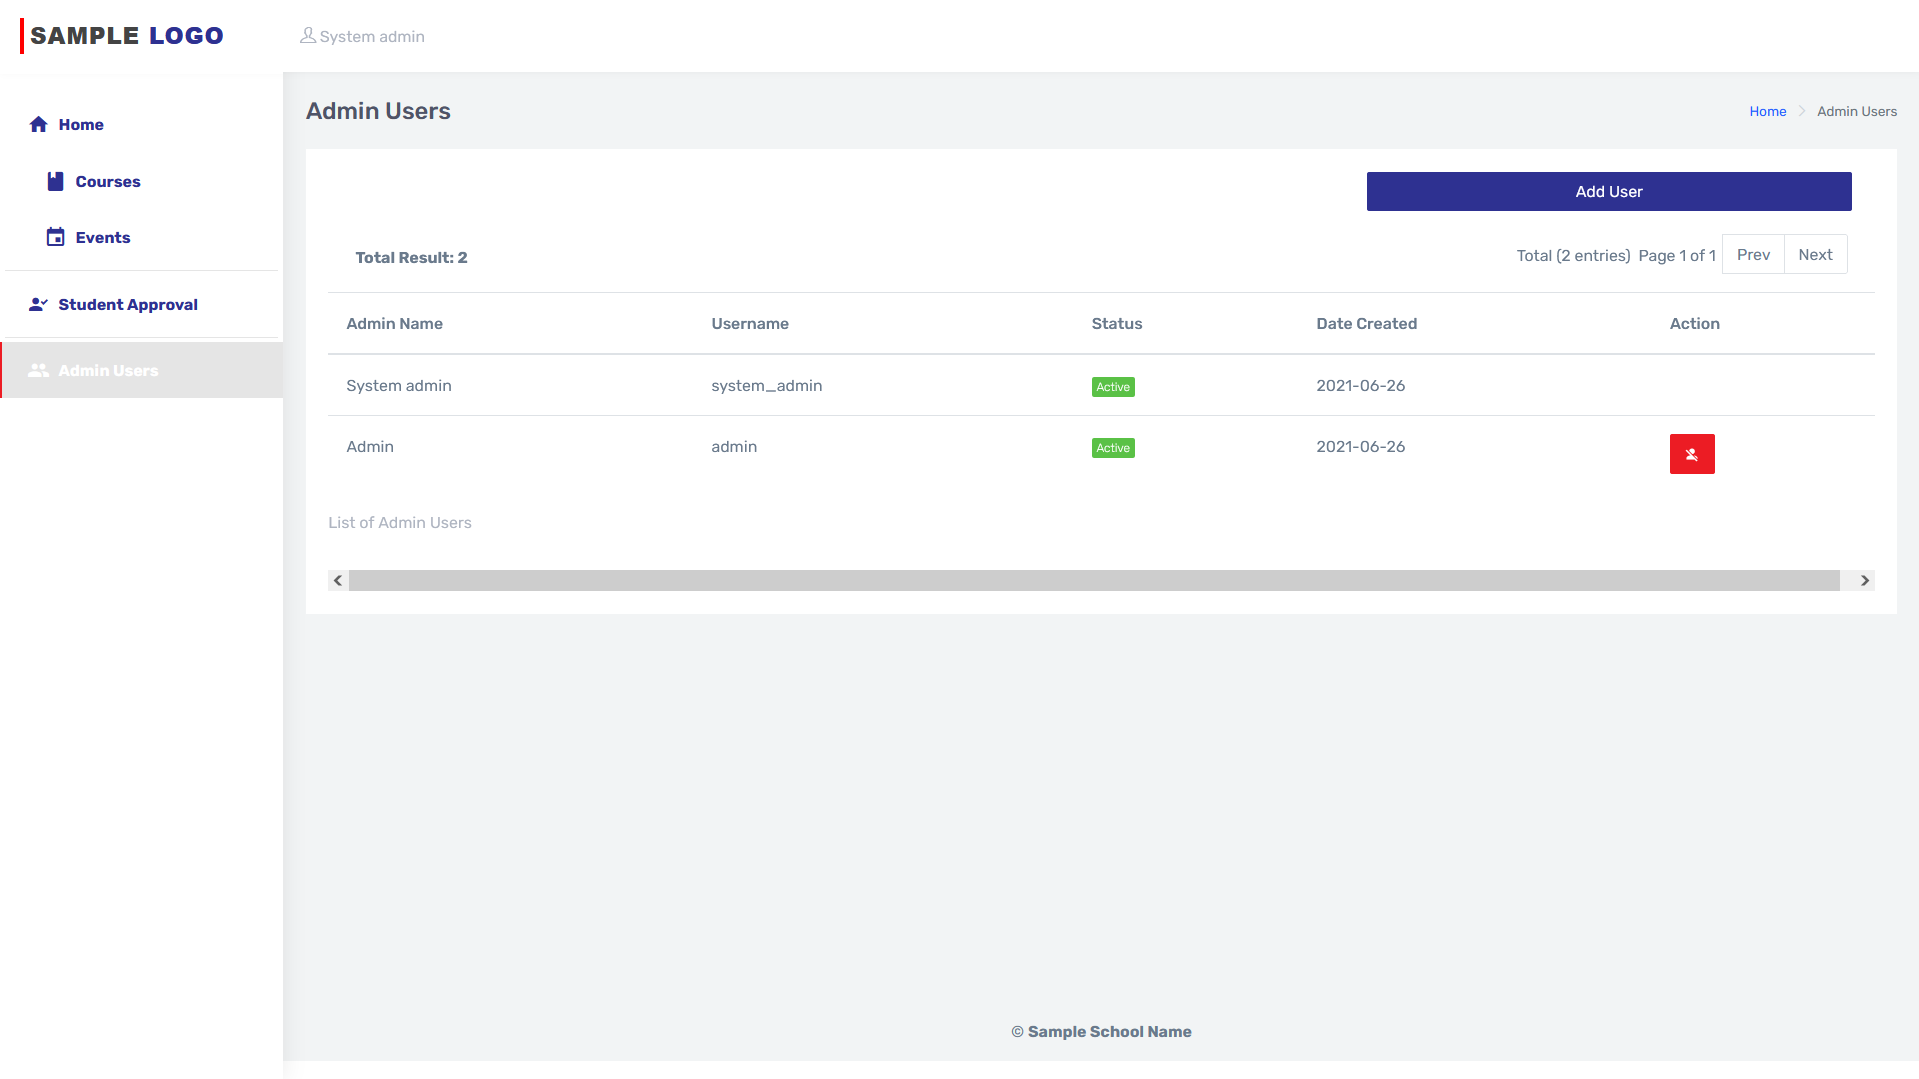 SAMPLE LOGO
System admin
Home
Courses
Events
Student Approval
Admin Users
Admin Users
Home > Admin Users
Add User
Total Result: 2
Total (2 entries) Page 1 of 1 Prev Next
Admin Name Username Status Date Created Action
System admin system_admin Active 2021-06-26
Admin admin Active 2021-06-26
List of Admin Users
© Sample School Name